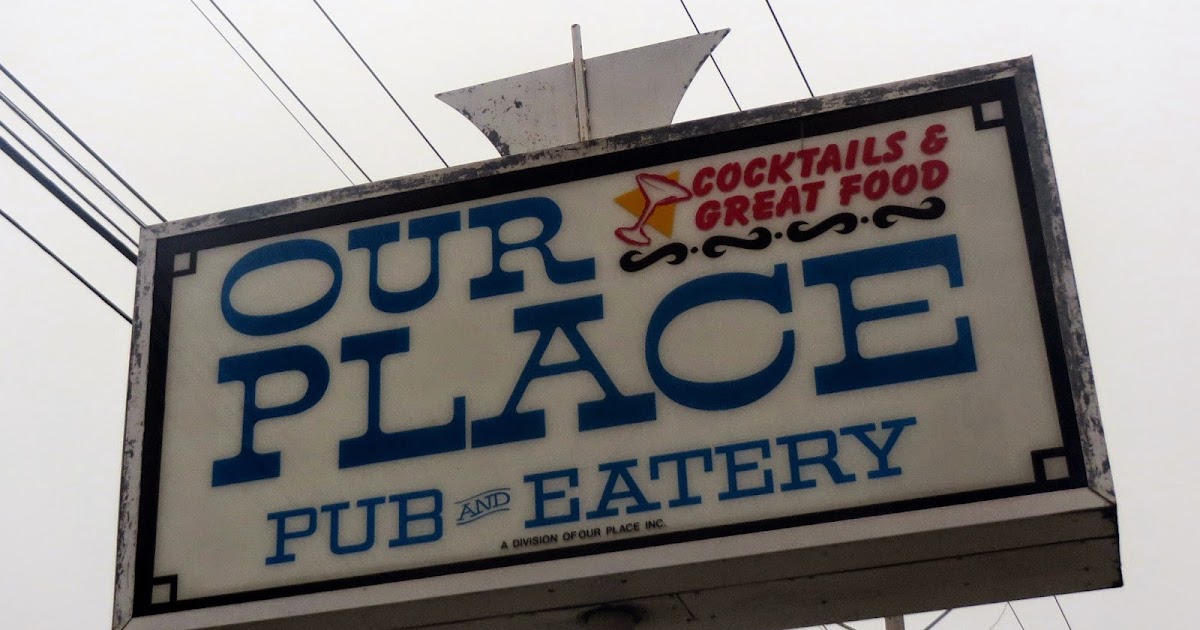 COCKTAILS &
GREAT FOOD
OUR
PLACE
PUB AND EATERY
A DIVISION OF OUR PLACE INC.